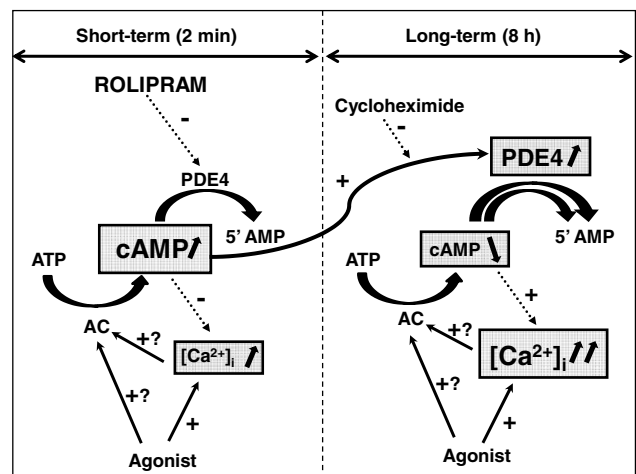 Short-term (2 min)
Long-term (8 h)
ROLIPRAM
-
PDE4
cAMP
5' AMP
ATP
-
AC
+?
[Ca²⁺]ᵢ
+?
+
Agonist
+
Cycloheximide
-
PDE4
cAMP
5' AMP
ATP
+
AC
+?
[Ca²⁺]ᵢ
+?
+
Agonist